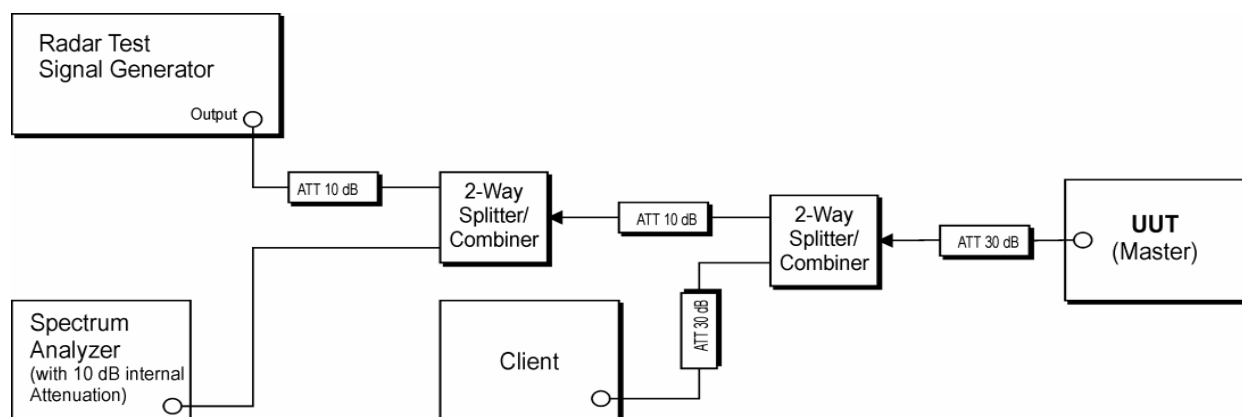 Radar Test
Signal Generator
Output
ATT 10 dB
2-Way
Splitter/
Combiner
ATT 10 dB
2-Way
Splitter/
Combiner
ATT 30 dB
UUT
(Master)
Spectrum
Analyzer
(with 10 dB internal
Attenuation)
Client
ATT 30 dB